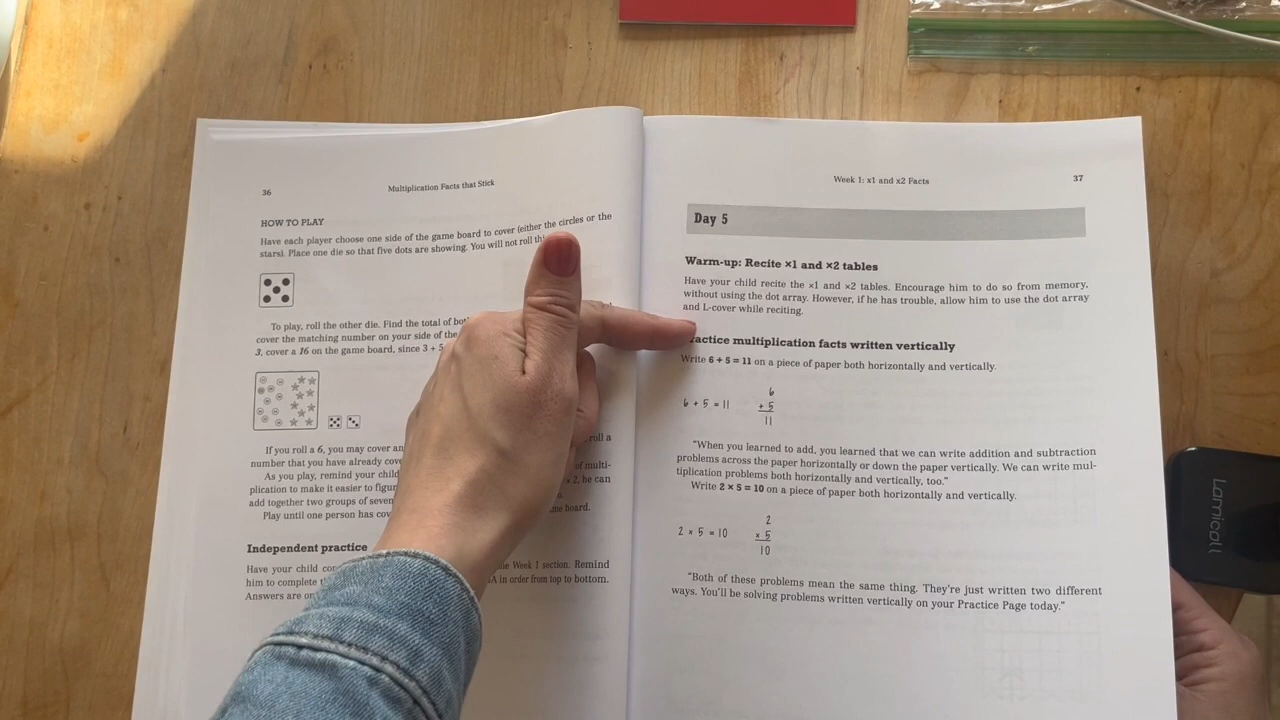 36
Multiplication Facts that Stick
HOW TO PLAY
Have each player choose one side of the game board to cover (either the circles or the
stars). Place one die so that five dots are showing. You will not roll
To play, roll the other die. Find the total of
cover the matching number on your side of the
3, cover a 16 on the game board, since 3 + 5
If you roll a 6, you may cover
roll a
number that you have already
of multi-
As you play, remind your child
× 2, he can
plication to make it easier to
add together two groups of
board.
Play until one person has
Independent practice
Have your child
Week 1 section. Remind
him to complete
in order from top to bottom.
Answers are
Week 1: x1 and x2 Facts
37
Day 5
Warm-up: Recite ×1 and ×2 tables
Have your child recite the ×1 and ×2 tables. Encourage him to do so from memory,
without using the dot array. However, if he has trouble, allow him to use the dot array
and L-cover while reciting.
multiplication facts written vertically
Write 6 + 5 = 11 on a piece of paper both horizontally and vertically.
6 + 5 = 11
6
+ 5
11
"When you learned to add, you learned that we can write addition and subtraction
problems across the paper horizontally or down the paper vertically. We can write mul-
tiplication problems both horizontally and vertically, too."
Write 2 × 5 = 10 on a piece of paper both horizontally and vertically.
2 × 5 = 10
2
× 5
10
"Both of these problems mean the same thing. They're just written two different
ways. You'll be solving problems written vertically on your Practice Page today."
Lamicall